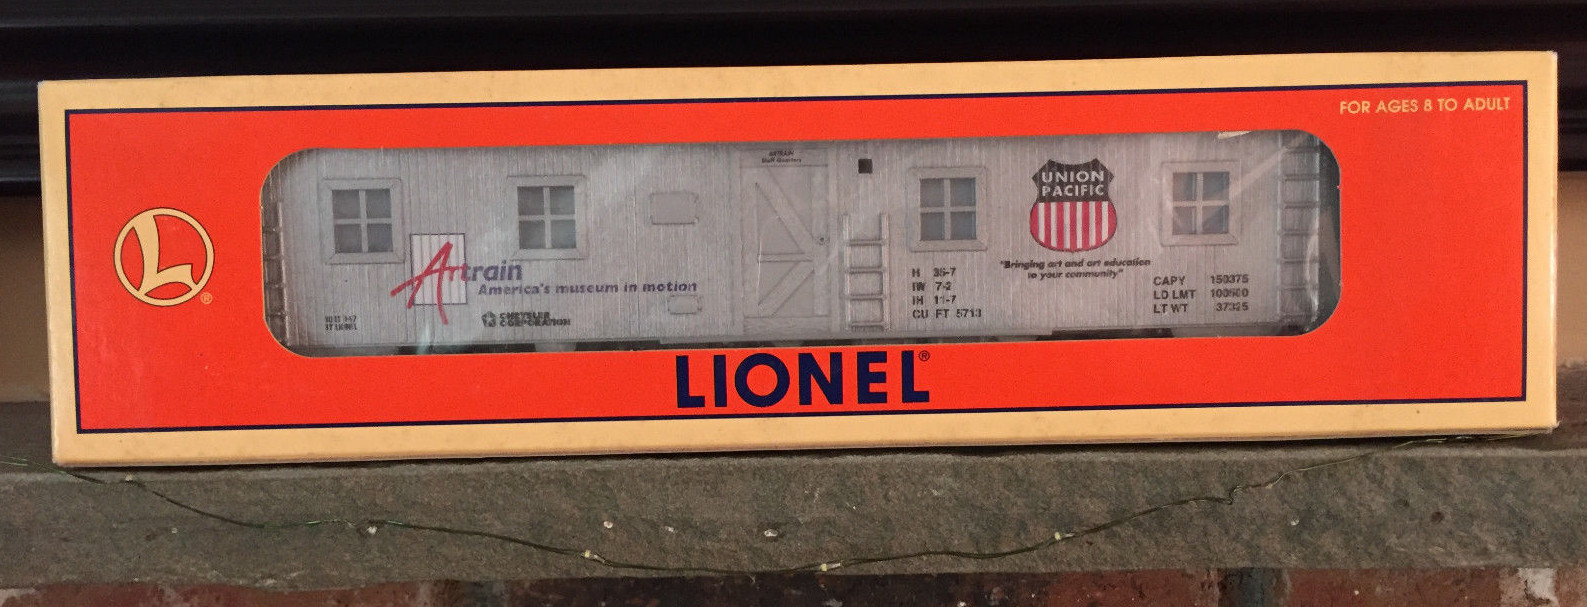 FOR AGES 8 TO ADULT
L
®
ARTRAIN
Staff Quarters
UNION
PACIFIC
"Bringing art and art education
to your community"
Artrain
America's museum in motion
CHRYSLER
CORPORATION
BLT LIONEL
H 35-7
IW 7-2
IH 11-7
CU FT 5713
CAPY 150375
LD LMT 100500
LT WT 37325
LIONEL®